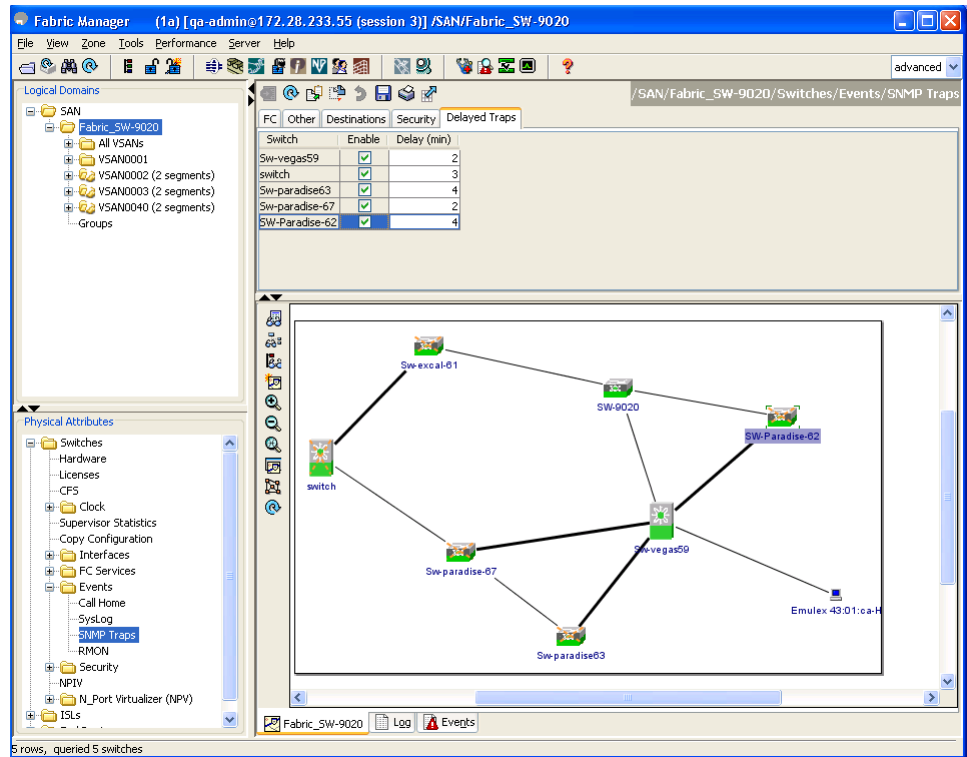 Fabric Manager (1a) [qa-admin@172.28.233.55 (session 3)] /SAN/Fabric_SW-9020
File View Zone Tools Performance Server Help
advanced
Logical Domains
SAN
Fabric_SW-9020
All VSANs
VSAN0001
VSAN0002 (2 segments)
VSAN0003 (2 segments)
VSAN0040 (2 segments)
Groups
/SAN/Fabric_SW-9020/Switches/Events/SNMP Traps
FC Other Destinations Security Delayed Traps
Switch Enable Delay (min)
Sw-vegas59 2
switch 3
Sw-paradise63 4
Sw-paradise-67 2
SW-Paradise-62 4
Physical Attributes
Switches
Hardware
Licenses
CFS
Clock
Supervisor Statistics
Copy Configuration
Interfaces
FC Services
Events
Call Home
SysLog
SNMP Traps
RMON
Security
NPIV
N_Port Virtualizer (NPV)
ISLs
Sw-excal-61
SW-9020
SW-Paradise-62
switch
Sw-vegas59
Sw-paradise-67
Emulex 43:01:ca-H
Sw-paradise63
Fabric_SW-9020 Log Events
5 rows, queried 5 switches